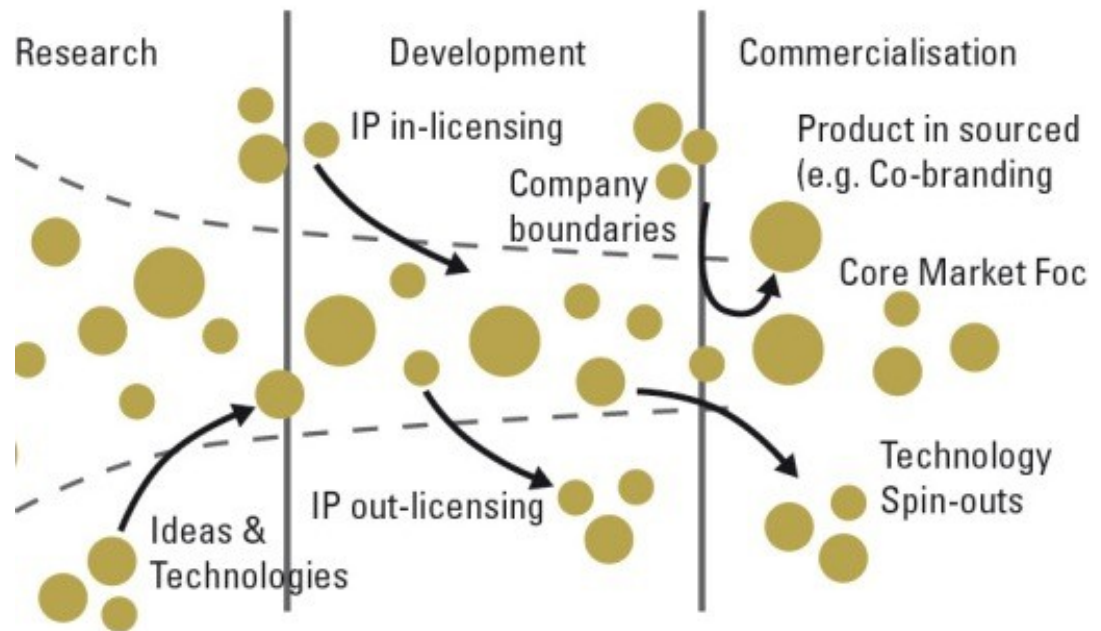 Research
Development
Commercialisation
IP in-licensing
Product in sourced
(e.g. Co-branding
Company
boundaries
Core Market Foc
Technology
Spin-outs
IP out-licensing
Ideas &
Technologies